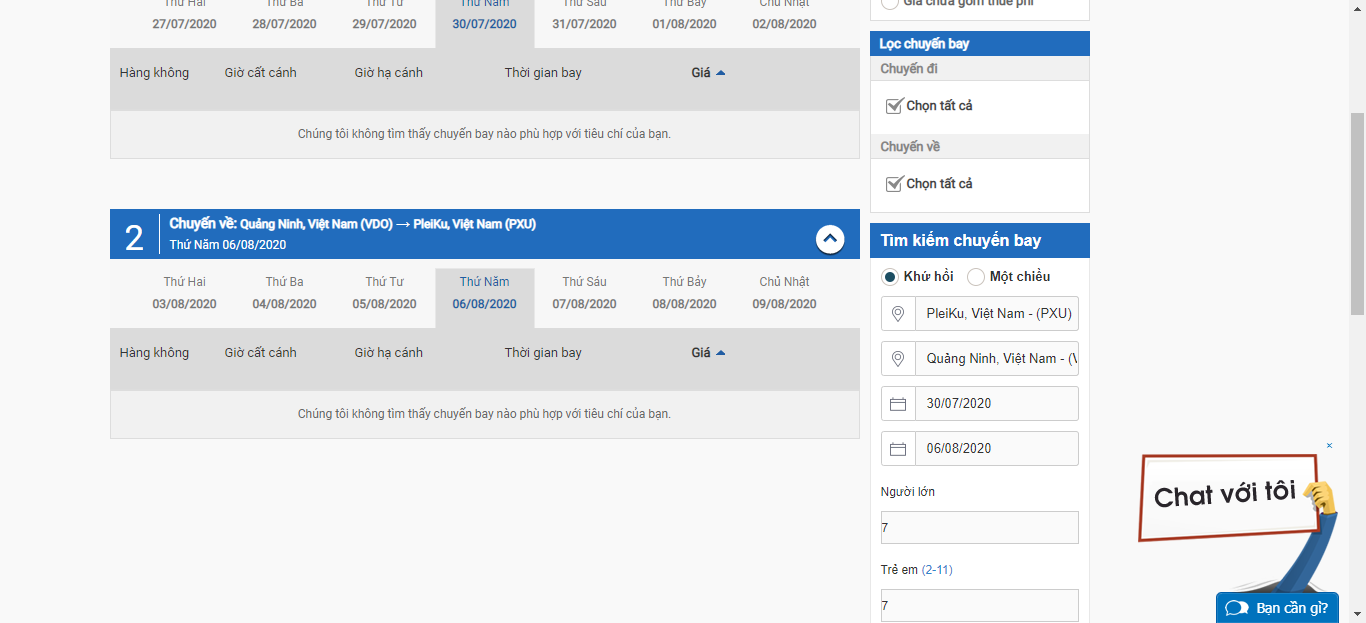 Thứ Hai Thứ Ba Thứ Tư Thứ Năm Thứ Sáu Thứ Bảy Chủ Nhật
27/07/2020 28/07/2020 29/07/2020 30/07/2020 31/07/2020 01/08/2020 02/08/2020
Hàng không Giờ cất cánh Giờ hạ cánh Thời gian bay Giá
Chúng tôi không tìm thấy chuyến bay nào phù hợp với tiêu chí của bạn.
2
Chuyến về: Quảng Ninh, Việt Nam (VDO) → PleiKu, Việt Nam (PXU)
Thứ Năm 06/08/2020
Thứ Hai Thứ Ba Thứ Tư Thứ Năm Thứ Sáu Thứ Bảy Chủ Nhật
03/08/2020 04/08/2020 05/08/2020 06/08/2020 07/08/2020 08/08/2020 09/08/2020
Hàng không Giờ cất cánh Giờ hạ cánh Thời gian bay Giá
Chúng tôi không tìm thấy chuyến bay nào phù hợp với tiêu chí của bạn.
Giá chưa gồm thuế phí
Lọc chuyến bay
Chuyến đi
Chọn tất cả
Chuyến về
Chọn tất cả
Tìm kiếm chuyến bay
Khứ hồi Một chiều
PleiKu, Việt Nam - (PXU)
Quảng Ninh, Việt Nam - (V
30/07/2020
06/08/2020
Người lớn
7
Trẻ em (2-11)
7
×
Chat với tôi
Bạn cần gì?